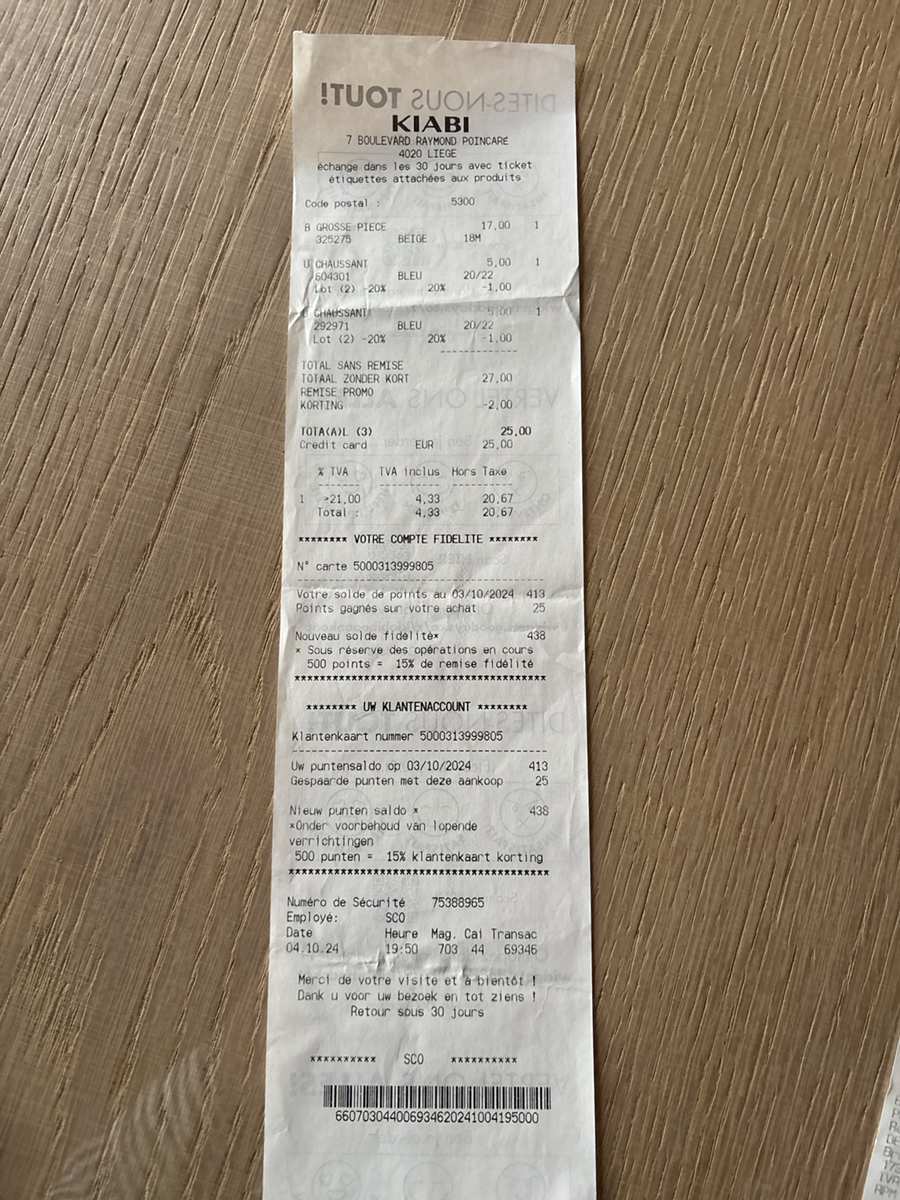 DITES-NOUS TOUT!
KIABI
7 BOULEVARD RAYMOND POINCARE
4020 LIEGE
échange dans les 30 jours avec ticket
étiquettes attachées aux produits
Code postal : 5300
B GROSSE PIECE 17,00 1
325275 BEIGE 18M
U CHAUSSANT 5,00 1
604301 BLEU 20/22
Lot (2) -20% 20% -1,00
U CHAUSSANT 5,00 1
292971 BLEU 20/22
Lot (2) -20% 20% -1,00
------------
TOTAL SANS REMISE
TOTAAL ZONDER KORT 27,00
REMISE PROMO
KORTING -2,00
TOTA(A)L (3) 25,00
Credit card EUR 25,00
% TVA TVA inclus Hors Taxe
1 >21,00 4,33 20,67
Total : 4,33 20,67
******** VOTRE COMPTE FIDELITE ********
N° carte 5000313999805
Votre solde de points au 03/10/2024 413
Points gagnés sur votre achat 25
Nouveau solde fidélité* 438
* Sous réserve des opérations en cours
500 points = 15% de remise fidélité
******** UW KLANTENACCOUNT ********
Klantenkaart nummer 5000313999805
Uw puntensaldo op 03/10/2024 413
Gespaarde punten met deze aankoop 25
Nieuw punten saldo * 438
*Onder voorbehoud van lopende
verrichtingen
500 punten = 15% klantenkaart korting
Numéro de Sécurité 75388965
Employé: SCO
Date Heure Mag. Cai Transac
04.10.24 19:50 703 44 69346
Merci de votre visite et à bientôt !
Dank u voor uw bezoek en tot ziens !
Retour sous 30 jours
********** SCO **********
660703044006934620241004195000